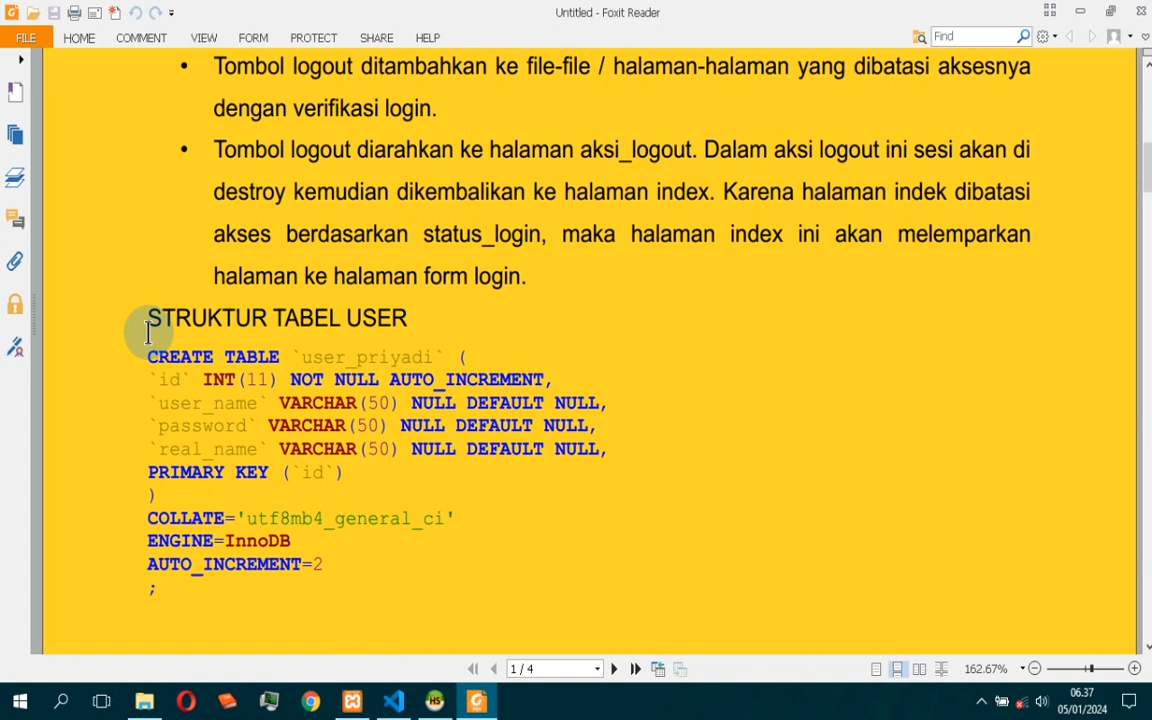 Untitled - Foxit Reader
FILE HOME COMMENT VIEW FORM PROTECT SHARE HELP
Find
• Tombol logout ditambahkan ke file-file / halaman-halaman yang dibatasi aksesnya
dengan verifikasi login.
• Tombol logout diarahkan ke halaman aksi_logout. Dalam aksi logout ini sesi akan di
destroy kemudian dikembalikan ke halaman index. Karena halaman indek dibatasi
akses berdasarkan status_login, maka halaman index ini akan melemparkan
halaman ke halaman form login.
STRUKTUR TABEL USER
CREATE TABLE `user_priyadi` (
`id` INT(11) NOT NULL AUTO_INCREMENT,
`user_name` VARCHAR(50) NULL DEFAULT NULL,
`password` VARCHAR(50) NULL DEFAULT NULL,
`real_name` VARCHAR(50) NULL DEFAULT NULL,
PRIMARY KEY (`id`)
)
COLLATE='utf8mb4_general_ci'
ENGINE=InnoDB
AUTO_INCREMENT=2
;
1 / 4
162.67%
06.37
05/01/2024